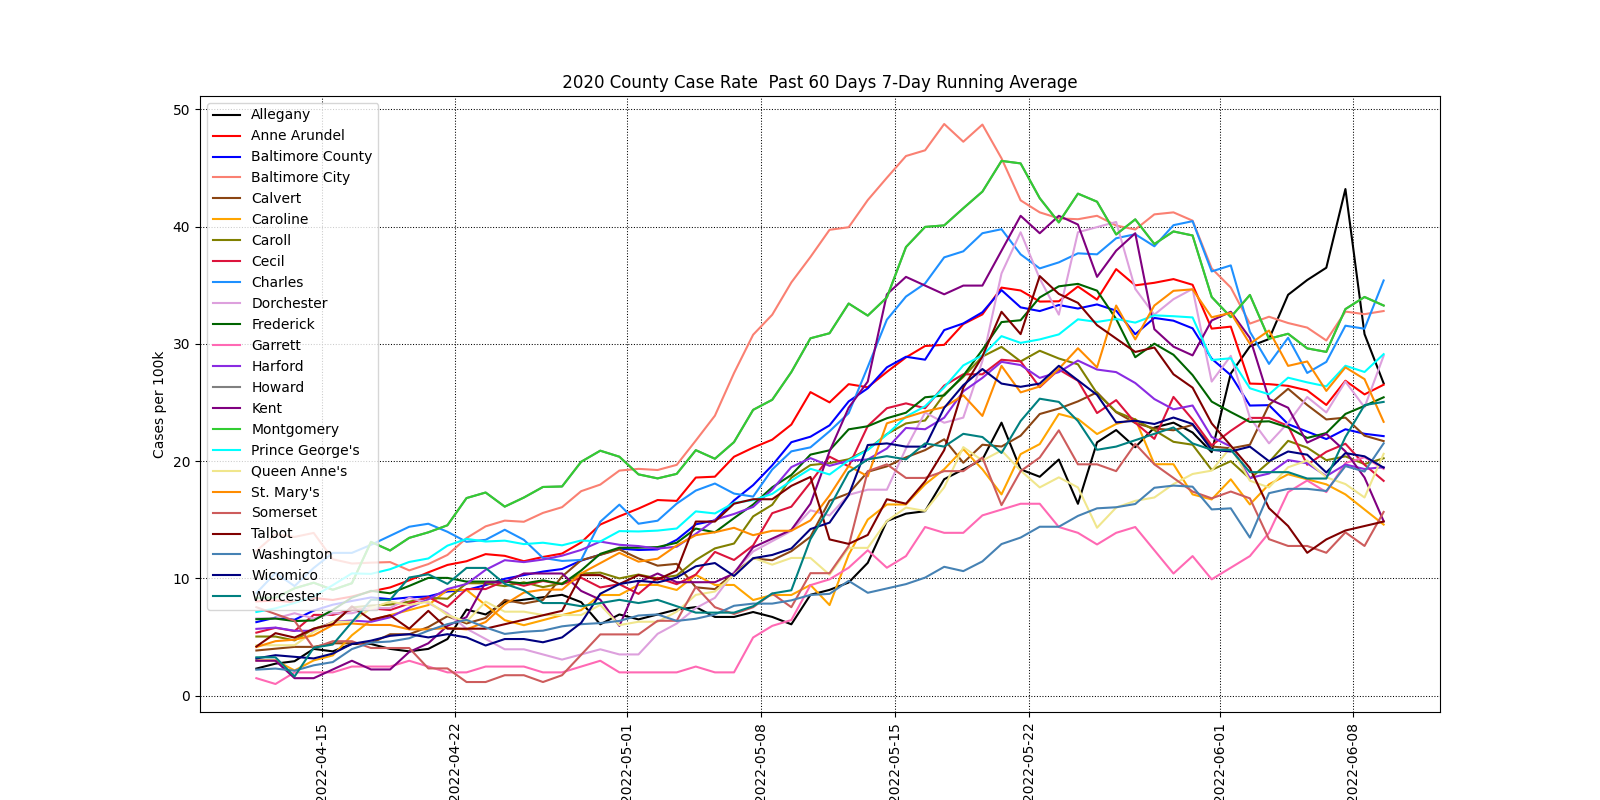 2020 County Case Rate  Past 60 Days 7-Day Running Average
Cases per 100k
50
40
30
20
10
0
Allegany
Anne Arundel
Baltimore County
Baltimore City
Calvert
Caroline
Caroll
Cecil
Charles
Dorchester
Frederick
Garrett
Harford
Howard
Kent
Montgomery
Prince George's
Queen Anne's
St. Mary's
Somerset
Talbot
Washington
Wicomico
Worcester
2022-04-15
2022-04-22
2022-05-01
2022-05-08
2022-05-15
2022-05-22
2022-06-01
2022-06-08